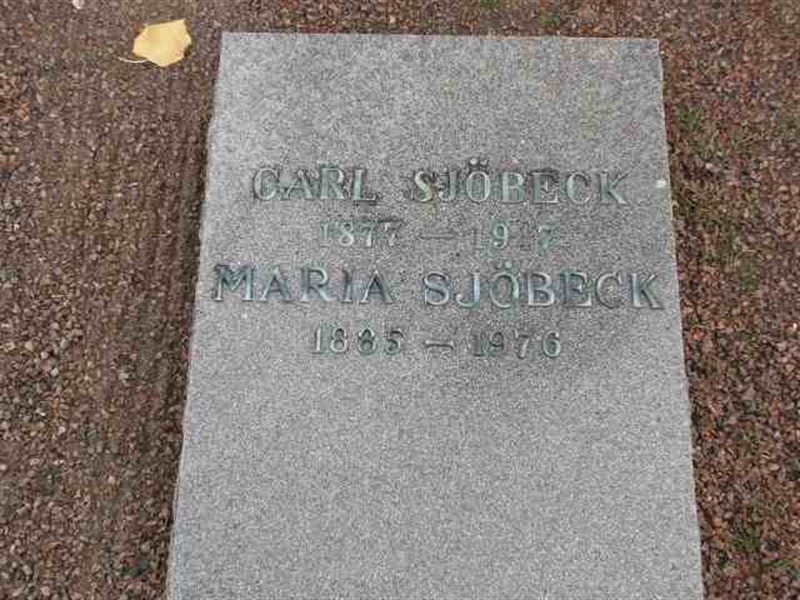 CARL SJÖBECK
1877 —
MARIA SJÖBECK
1885 — 1976